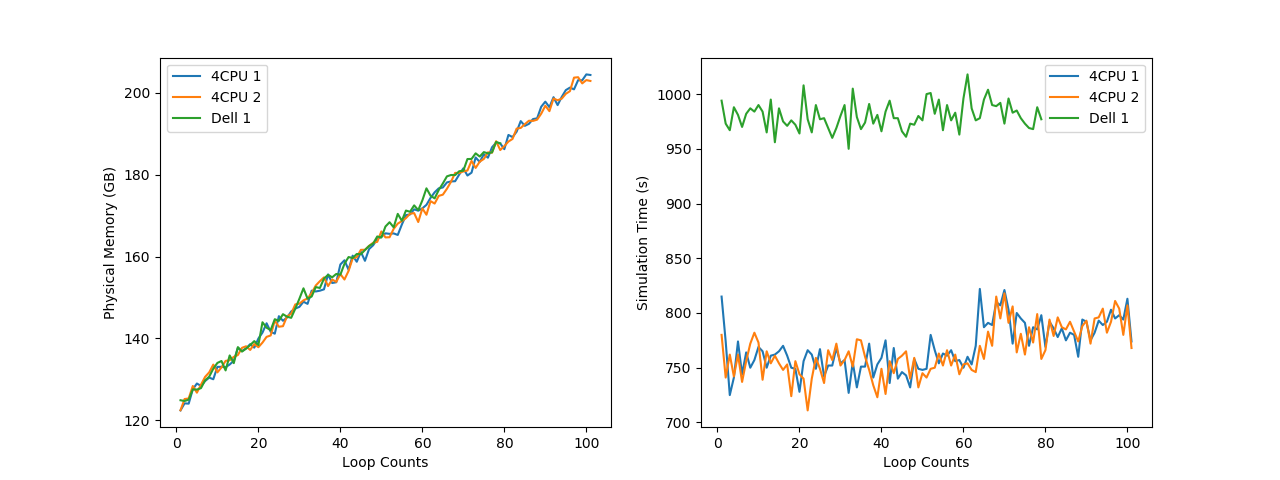 4CPU 1
4CPU 2
Dell 1
Physical Memory (GB)
200
180
160
140
120
0 20 40 60 80 100
Loop Counts
4CPU 1
4CPU 2
Dell 1
Simulation Time (s)
1000
950
900
850
800
750
700
0 20 40 60 80 100
Loop Counts